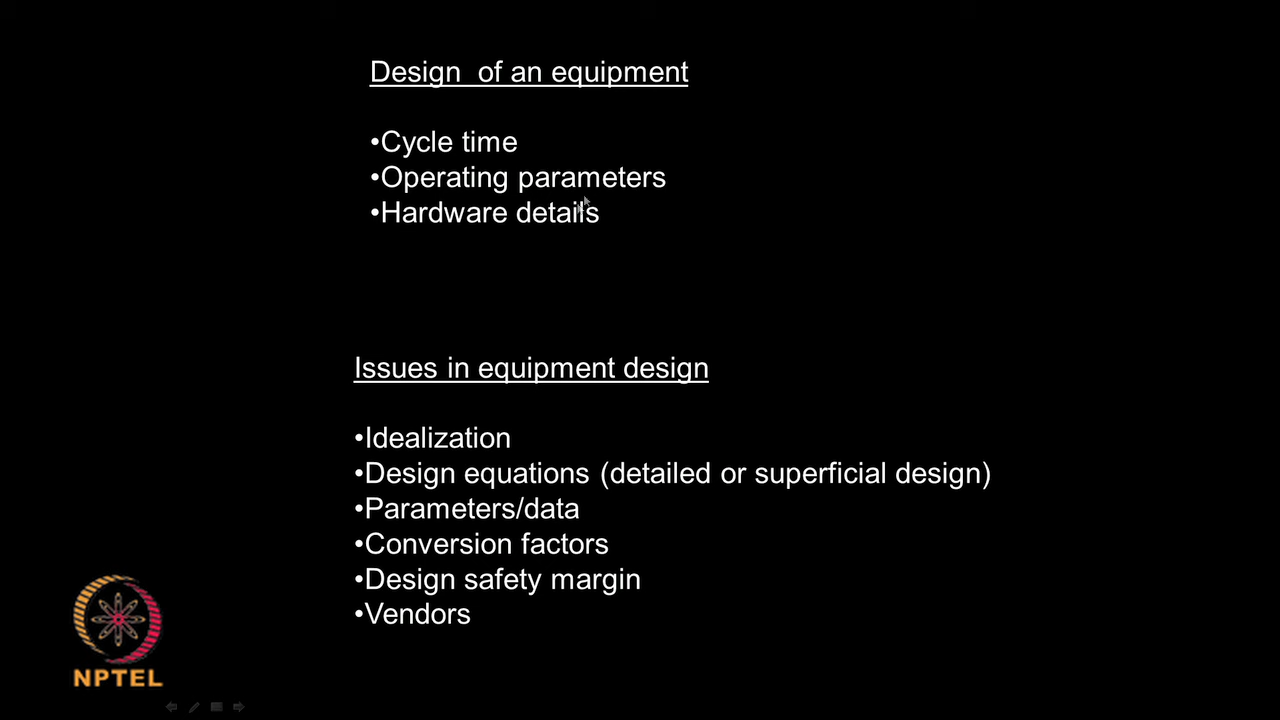 Design  of an equipment
•Cycle time
•Operating parameters
•Hardware details
Issues in equipment design
•Idealization
•Design equations (detailed or superficial design)
•Parameters/data
•Conversion factors
•Design safety margin
•Vendors
NPTEL